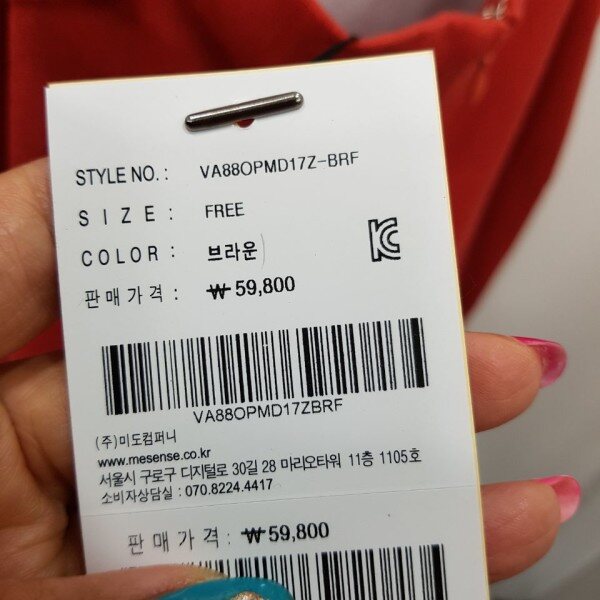 STYLE NO. : VA88OPMD17Z-BRF
SIZE : FREE
COLOR : 브라운
판매가격 : ₩ 59,800
VA88OPMD17ZBRF
(주)미도컴퍼니
www.mesense.co.kr
서울시 구로구 디지털로 30길 28 마리오타워 11층 1105호
소비자상담실 : 070.8224.4417
판매가격 : ₩ 59,800